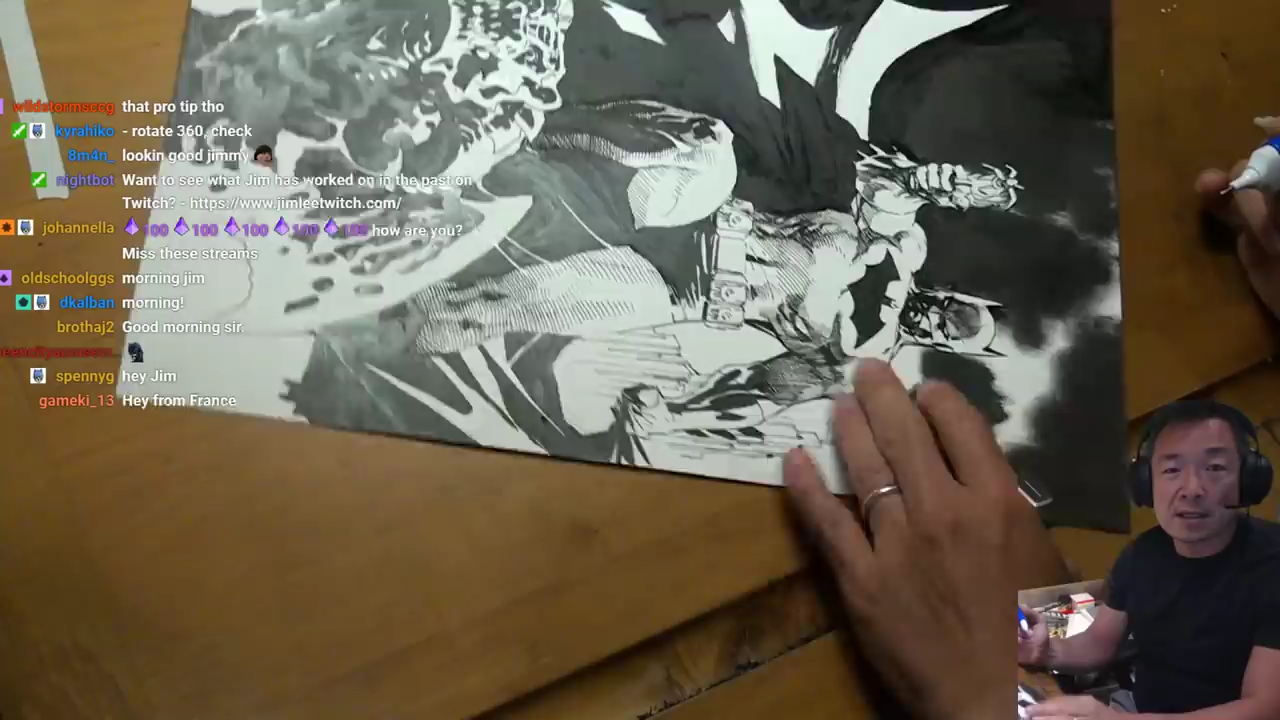 wildstormsccg that pro tip tho
kyrahiko - rotate 360, check
8m4n_ lookin good jimmy
nightbot Want to see what Jim has worked on in the past on
Twitch? - https://www.jimleetwitch.com/
johannella 100 100 100 100 100 how are you?
Miss these streams
oldschoolggs morning jim
dkalban morning!
brothaj2 Good morning sir.
spennyg hey Jim
gameki_13 Hey from France